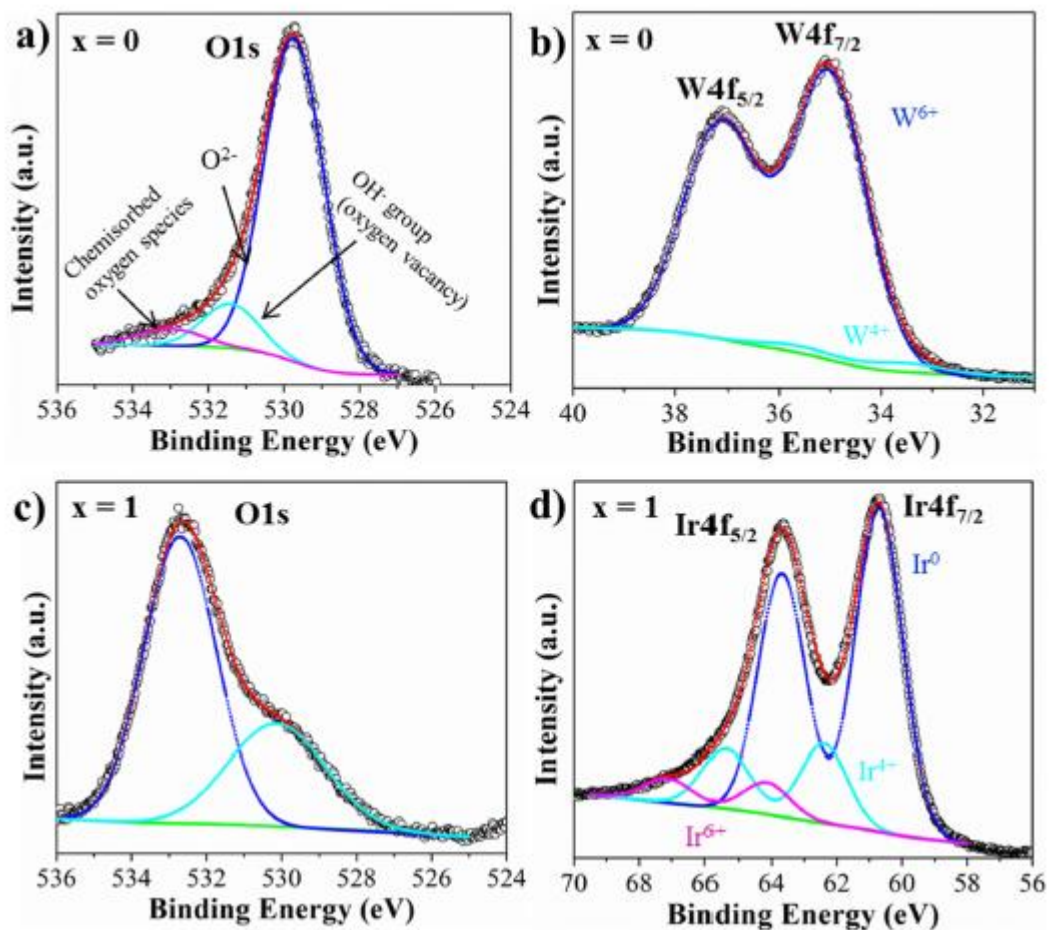 a)
x = 0
O1s
O²⁻
Chemisorbed
oxygen species
OH⁻ group
(oxygen vacancy)
Intensity (a.u.)
536 534 532 530 528 526 524
Binding Energy (eV)
b)
x = 0
W4f₅/₂
W4f₇/₂
W⁶⁺
W⁴⁺
Intensity (a.u.)
40 38 36 34 32
Binding Energy (eV)
c)
x = 1
O1s
Intensity (a.u.)
536 534 532 530 528 526 524
Binding Energy (eV)
d)
x = 1
Ir4f₅/₂
Ir4f₇/₂
Ir⁰
Ir⁴⁺
Ir⁶⁺
Intensity (a.u.)
70 68 66 64 62 60 58 56
Binding Energy (eV)